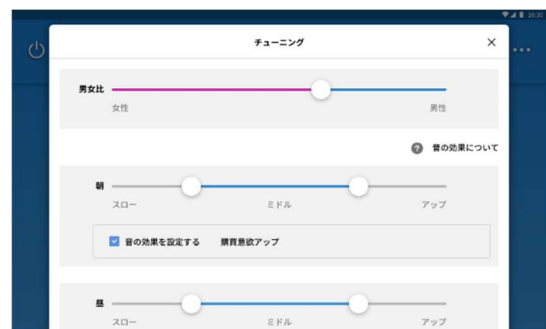 16:30
チューニング
男女比
女性 男性
? 音の効果について
朝
スロー ミドル アップ
音の効果を設定する 購買意欲アップ
昼
スロー ミドル アップ